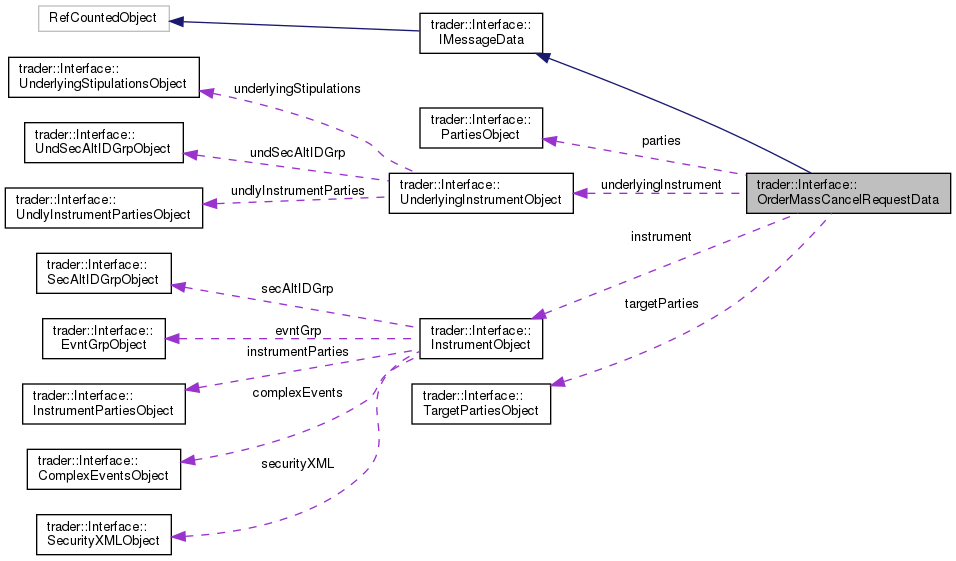 RefCountedObject
trader::Interface::
IMessageData
trader::Interface::
UnderlyingStipulationsObject
underlyingStipulations
trader::Interface::
PartiesObject
parties
trader::Interface::
UndSecAltIDGrpObject
undSecAltIDGrp
trader::Interface::
UndlyInstrumentPartiesObject
undlyInstrumentParties
trader::Interface::
UnderlyingInstrumentObject
underlyingInstrument
trader::Interface::
OrderMassCancelRequestData
instrument
trader::Interface::
SecAltIDGrpObject
secAltIDGrp
targetParties
trader::Interface::
EvntGrpObject
evntGrp
trader::Interface::
InstrumentObject
instrumentParties
trader::Interface::
InstrumentPartiesObject
complexEvents
trader::Interface::
TargetPartiesObject
trader::Interface::
ComplexEventsObject
securityXML
trader::Interface::
SecurityXMLObject